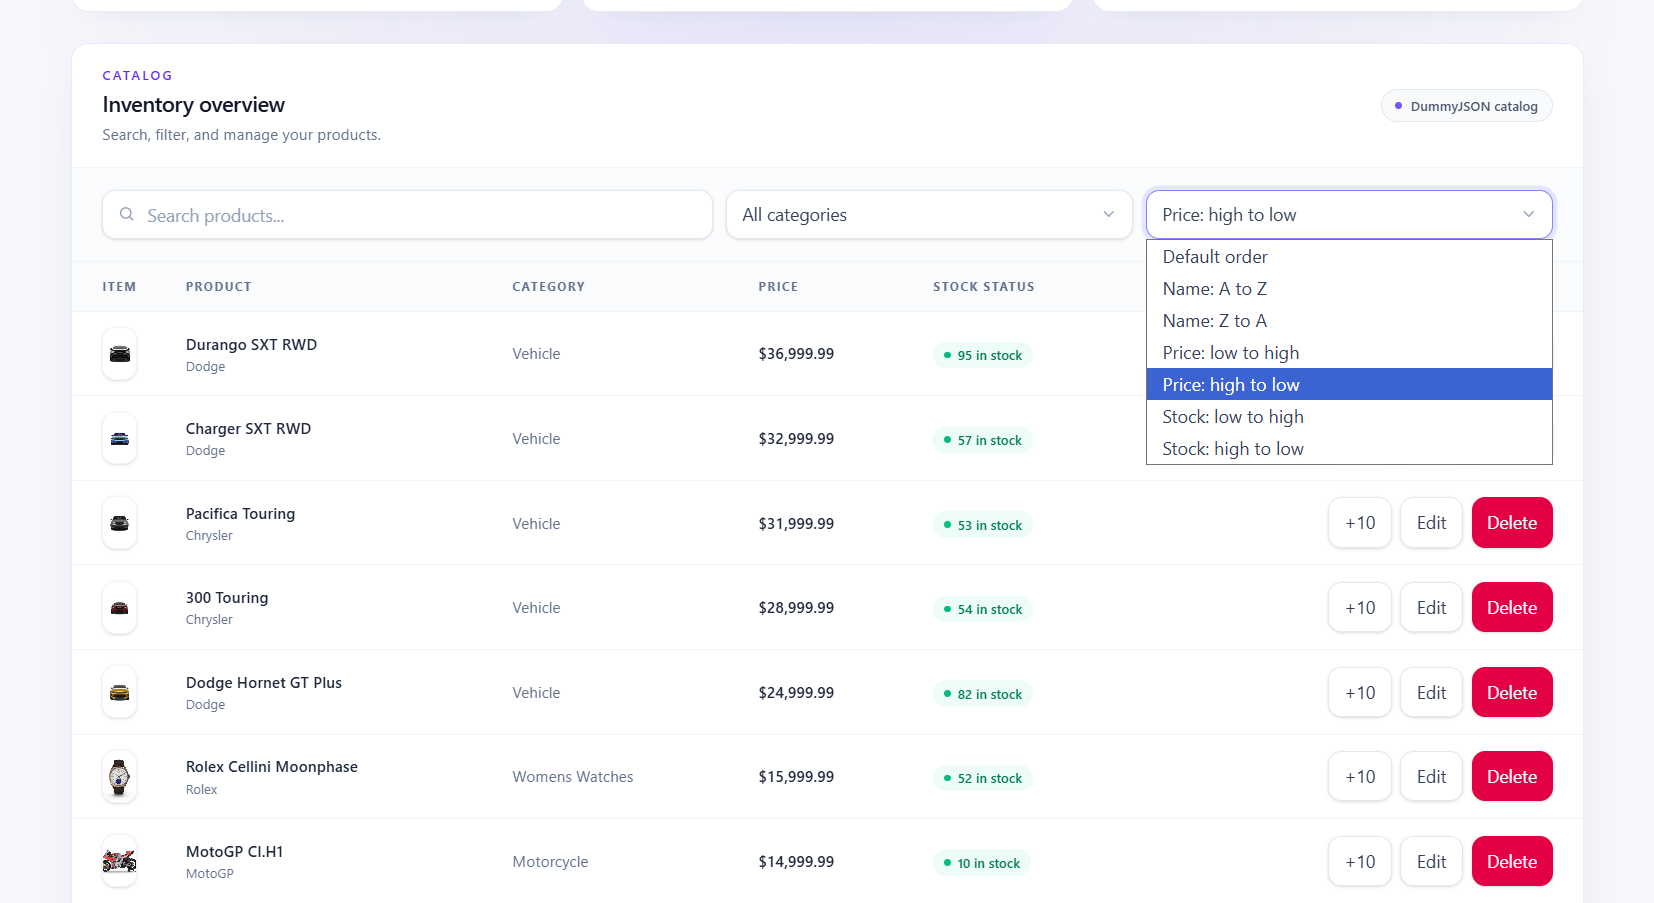 CATALOG
Inventory overview
Search, filter, and manage your products.
DummyJSON catalog
Search products...
All categories
Price: high to low
Default order
Name: A to Z
Name: Z to A
Price: low to high
Price: high to low
Stock: low to high
Stock: high to low
ITEM PRODUCT CATEGORY PRICE STOCK STATUS
Durango SXT RWD
Dodge
Vehicle
$36,999.99
95 in stock
Charger SXT RWD
Dodge
Vehicle
$32,999.99
57 in stock
Pacifica Touring
Chrysler
Vehicle
$31,999.99
53 in stock
+10 Edit Delete
300 Touring
Chrysler
Vehicle
$28,999.99
54 in stock
+10 Edit Delete
Dodge Hornet GT Plus
Dodge
Vehicle
$24,999.99
82 in stock
+10 Edit Delete
Rolex Cellini Moonphase
Rolex
Womens Watches
$15,999.99
52 in stock
+10 Edit Delete
MotoGP CI.H1
MotoGP
Motorcycle
$14,999.99
10 in stock
+10 Edit Delete